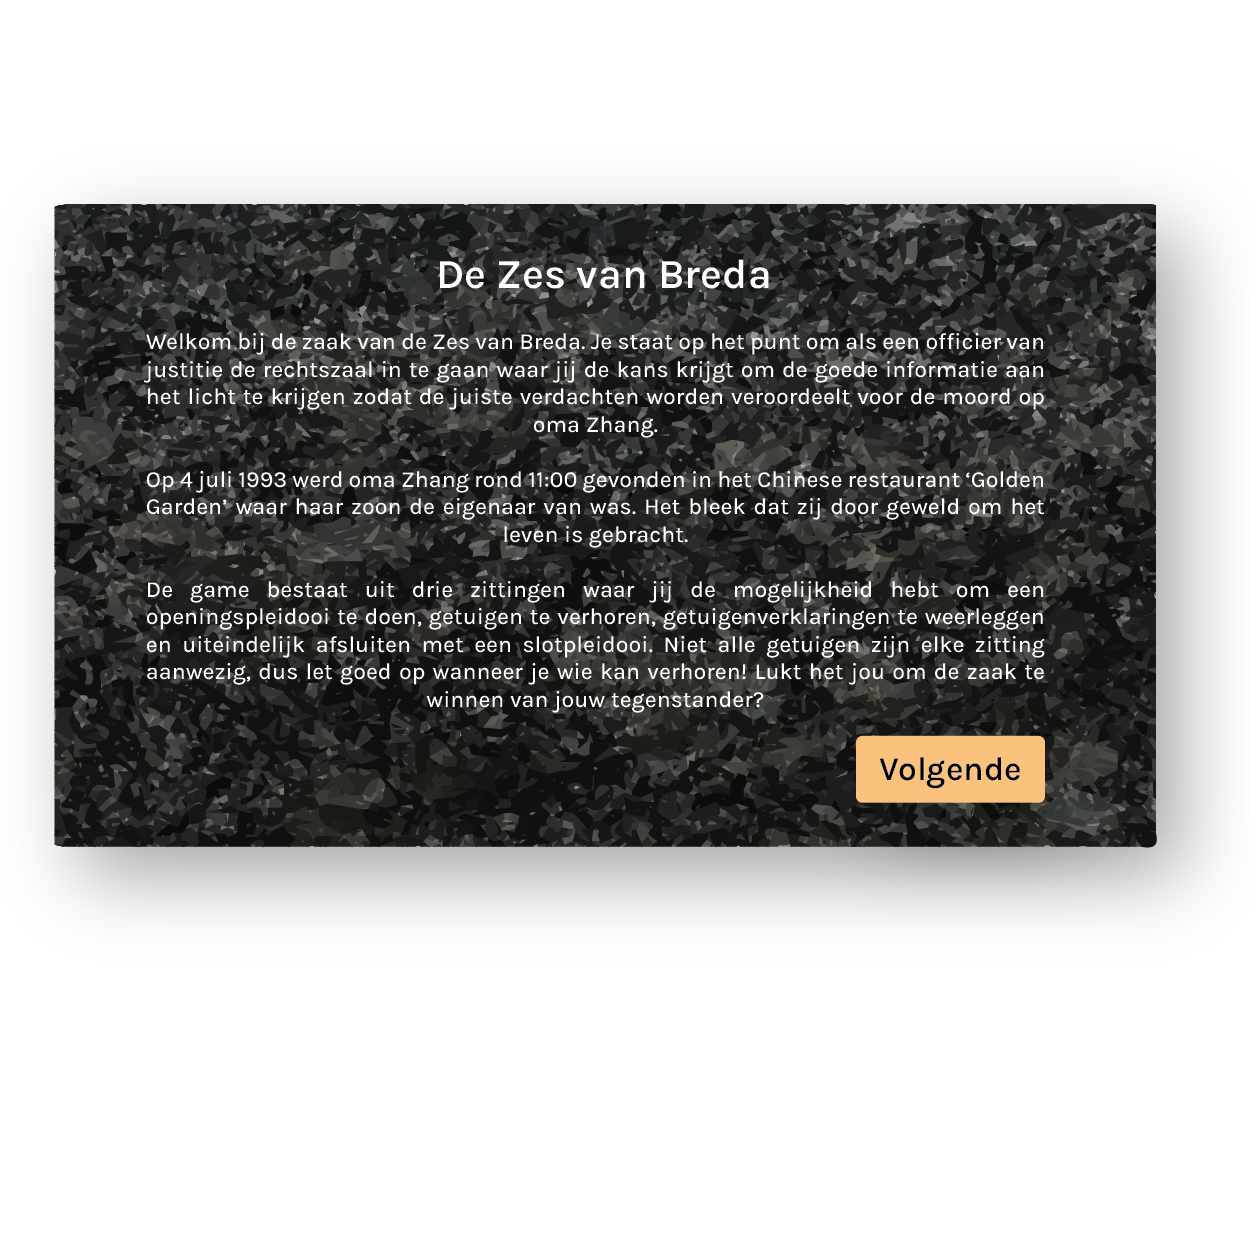 De Zes van Breda
Welkom bij de zaak van de Zes van Breda. Je staat op het punt om als een officier van
justitie de rechtszaal in te gaan waar jij de kans krijgt om de goede informatie aan
het licht te krijgen zodat de juiste verdachten worden veroordeelt voor de moord op
oma Zhang.
Op 4 juli 1993 werd oma Zhang rond 11:00 gevonden in het Chinese restaurant ‘Golden
Garden’ waar haar zoon de eigenaar van was. Het bleek dat zij door geweld om het
leven is gebracht.
De game bestaat uit drie zittingen waar jij de mogelijkheid hebt om een
openingspleidooi te doen, getuigen te verhoren, getuigenverklaringen te weerleggen
en uiteindelijk afsluiten met een slotpleidooi. Niet alle getuigen zijn elke zitting
aanwezig, dus let goed op wanneer je wie kan verhoren! Lukt het jou om de zaak te
winnen van jouw tegenstander?
Volgende